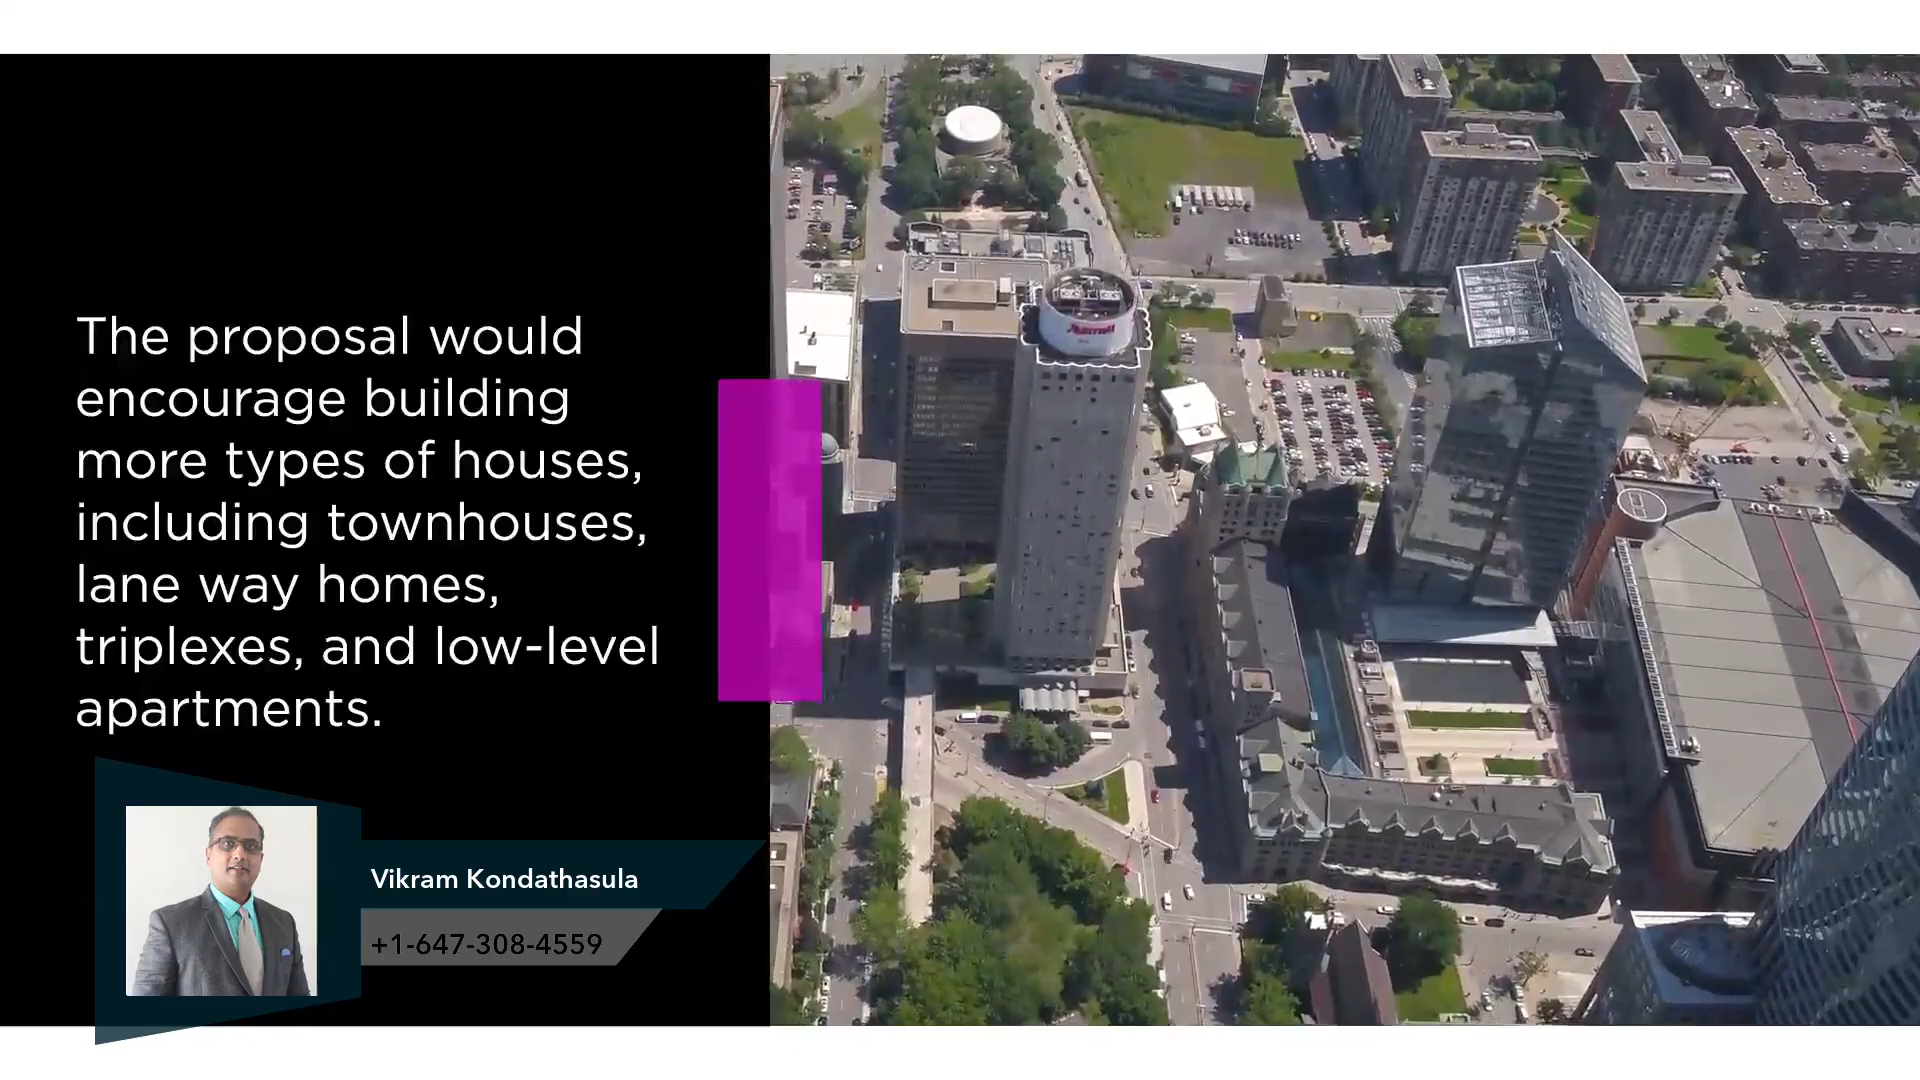 The proposal would
encourage building
more types of houses,
including townhouses,
lane way homes,
triplexes, and low-level
apartments.
Vikram Kondathasula
+1-647-308-4559
Marriott